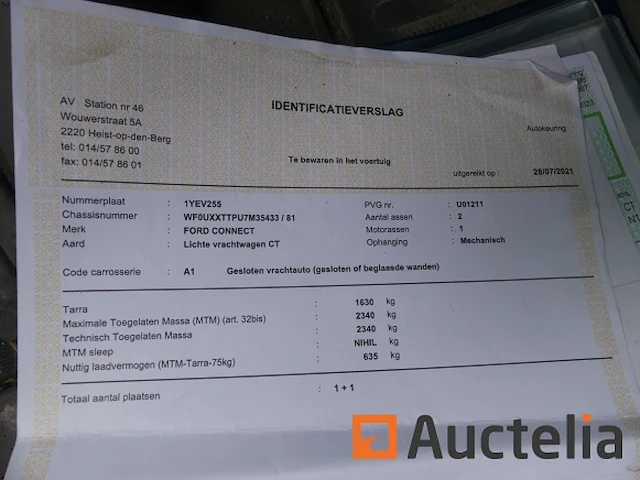 IDENTIFICATIEVERSLAG
AV Station nr 46
Wouwerstraat 5A
2220 Heist-op-den-Berg
tel: 014/57 86 00
fax: 014/57 86 01
Autokeuring
Te bewaren in het voertuig
uitgereikt op : 28/07/2021
Nummerplaat : 1YEV255 PVG nr. : U01211
Chassisnummer : WF0UXXTTPU7M35433 / 81 Aantal assen : 2
Merk : FORD CONNECT Motorassen : 1
Aard : Lichte vrachtwagen CT Ophanging : Mechanisch
Code carrosserie : A1 Gesloten vrachtauto (gesloten of beglaasde wanden)
Tarra : 1630 kg
Maximale Toegelaten Massa (MTM) (art. 32bis) : 2340 kg
Technisch Toegelaten Massa : 2340 kg
MTM sleep : NIHIL kg
Nuttig laadvermogen (MTM-Tarra-75kg) : 635 kg
Totaal aantal plaatsen : 1 + 1
Auctelia